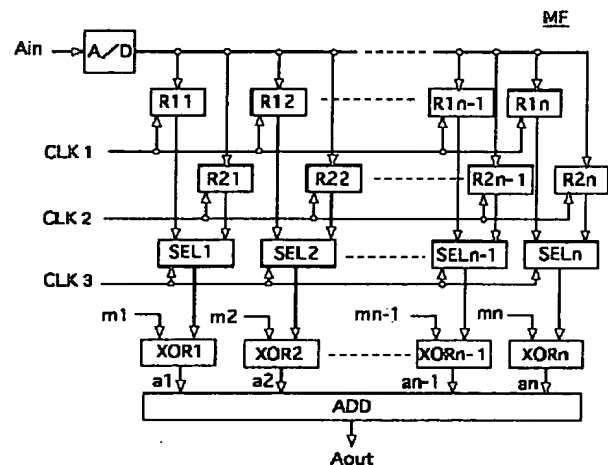 MF
Ain A/D
R11 R12 R1n-1 R1n
CLK 1
R21 R22 R2n-1 R2n
CLK 2
SEL1 SEL2 SELn-1 SELn
CLK 3
m1 m2 mn-1 mn
XOR1 XOR2 XORn-1 XORn
a1 a2 an-1 an
ADD
Aout